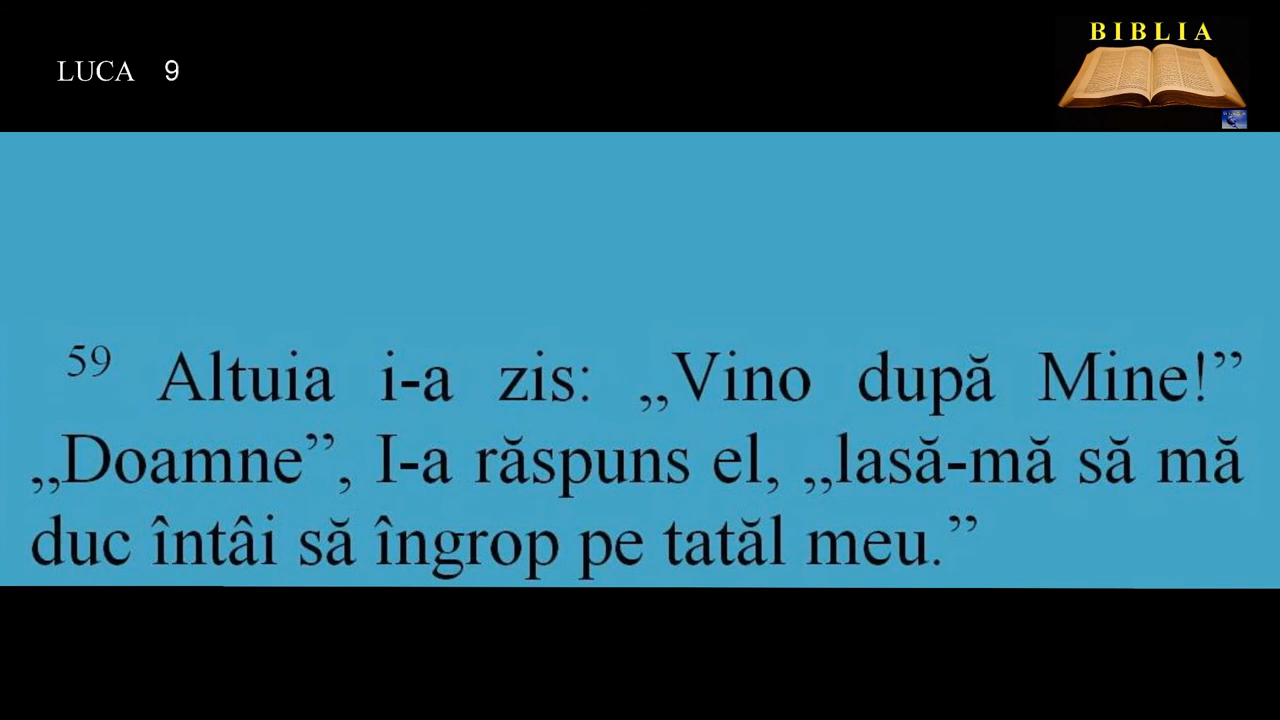 BIBLIA
LUCA 9
59 Altuia i-a zis: „Vino după Mine!”
„Doamne”, I-a răspuns el, „lasă-mă să mă
duc întâi să îngrop pe tatăl meu.”